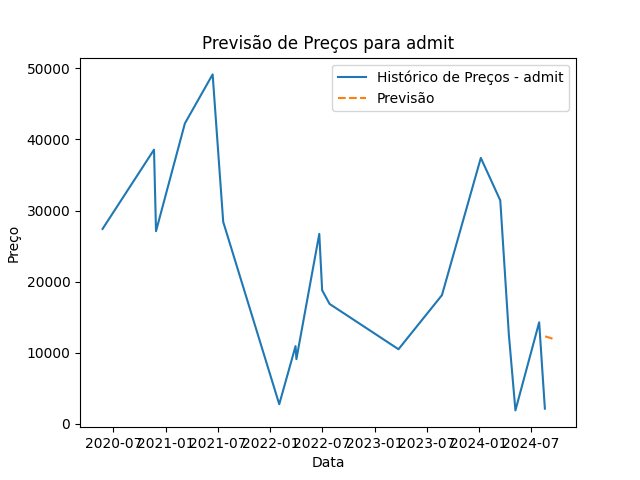 Previsão de Preços para admit
Histórico de Preços - admit
Previsão
50000
40000
30000
20000
10000
0
Preço
2020-07 2021-01 2021-07 2022-01 2022-07 2023-01 2023-07 2024-01 2024-07
Data